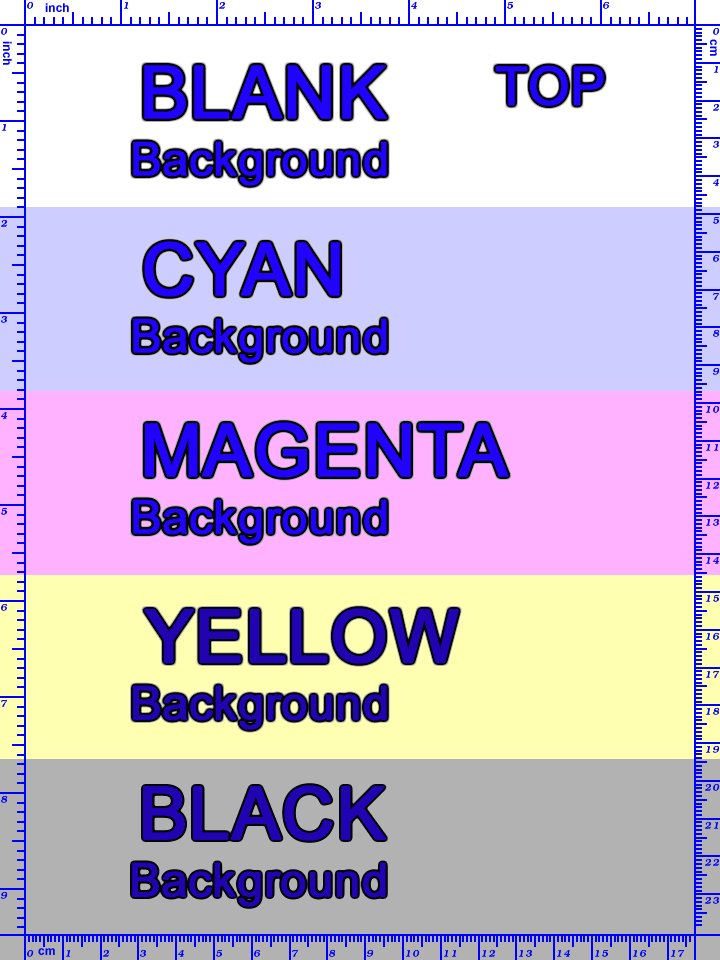 0 inch 1 2 3 4 5 6
0 inch 1 2 3 4 5 6 7 8 9
BLANK TOP
Background
CYAN
Background
MAGENTA
Background
YELLOW
Background
BLACK
Background
0 cm 1 2 3 4 5 6 7 8 9 10 11 12 13 14 15 16 17 18 19 20 21 22 23
0 cm 1 2 3 4 5 6 7 8 9 10 11 12 13 14 15 16 17